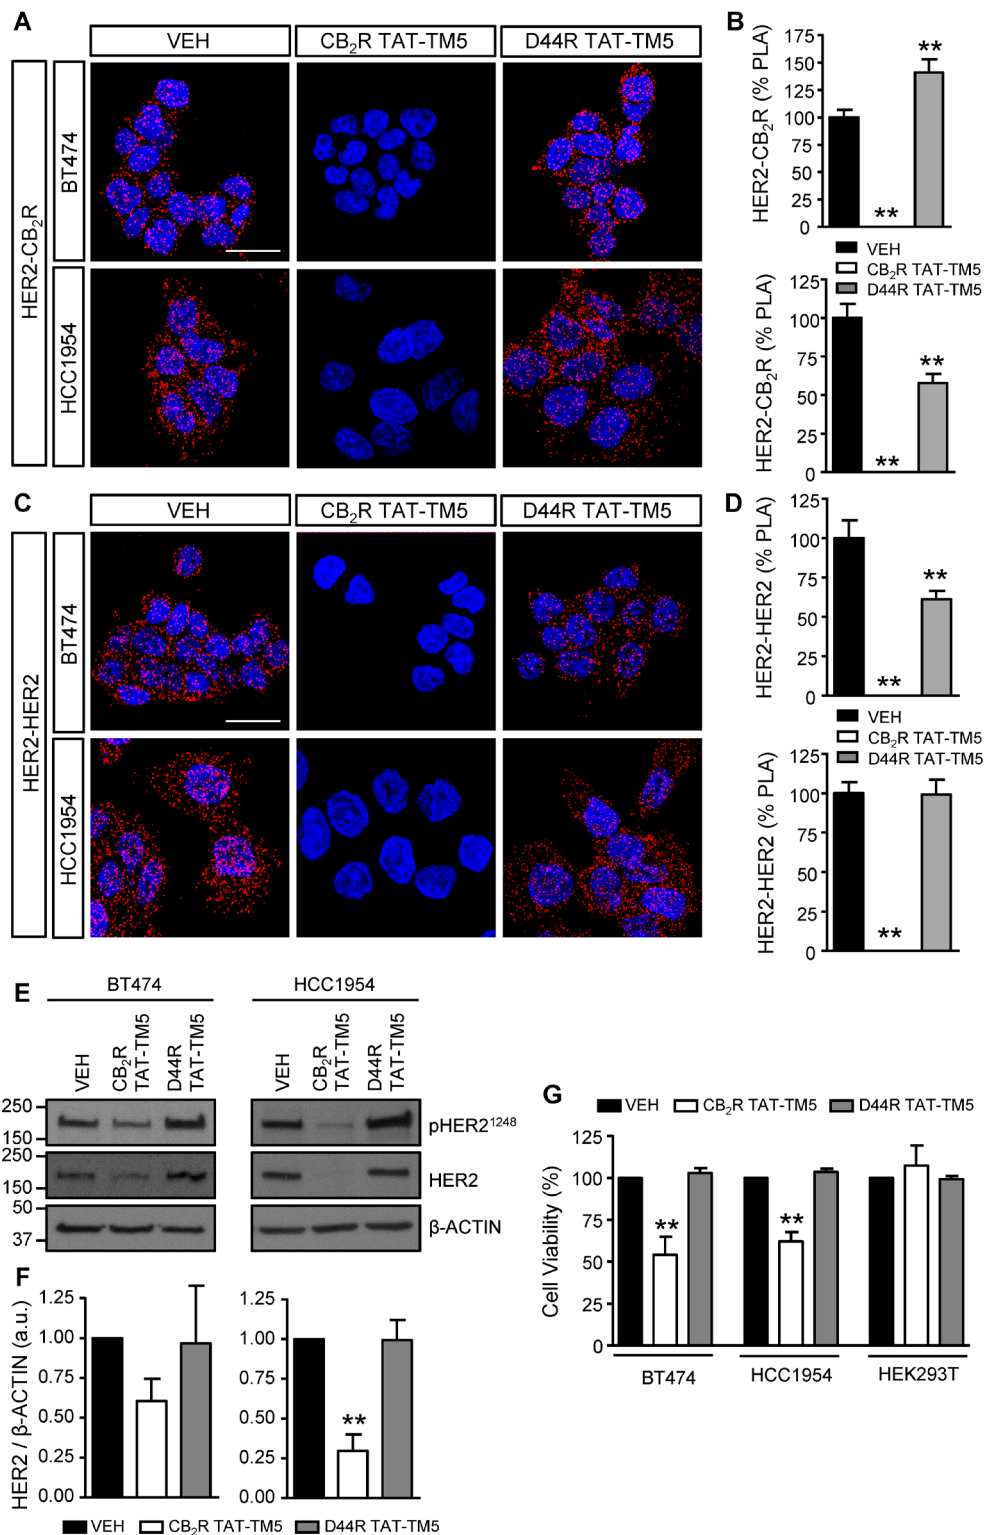 A
VEH
CB₂R TAT-TM5
D44R TAT-TM5
HER2-CB₂R
BT474
HCC1954
B
HER2-CB₂R (% PLA)
175
150
125
100
75
50
25
0
**
**
VEH
CB₂R TAT-TM5
D44R TAT-TM5
HER2-CB₂R (% PLA)
125
100
75
50
25
0
**
**
C
VEH
CB₂R TAT-TM5
D44R TAT-TM5
HER2-HER2
BT474
HCC1954
D
HER2-HER2 (% PLA)
125
100
75
50
25
0
**
**
VEH
CB₂R TAT-TM5
D44R TAT-TM5
HER2-HER2 (% PLA)
125
100
75
50
25
0
**
E
BT474
HCC1954
VEH
CB₂R
TAT-TM5
D44R
TAT-TM5
VEH
CB₂R
TAT-TM5
D44R
TAT-TM5
250
150
pHER2¹²⁴⁸
250
150
HER2
50
37
β-ACTIN
F
HER2 / β-ACTIN (a.u.)
1.25
1.00
0.75
0.50
0.25
0.00
1.25
1.00
0.75
0.50
0.25
0.00
**
VEH
CB₂R TAT-TM5
D44R TAT-TM5
G
VEH
CB₂R TAT-TM5
D44R TAT-TM5
Cell Viability (%)
125
100
75
50
25
0
**
**
BT474
HCC1954
HEK293T